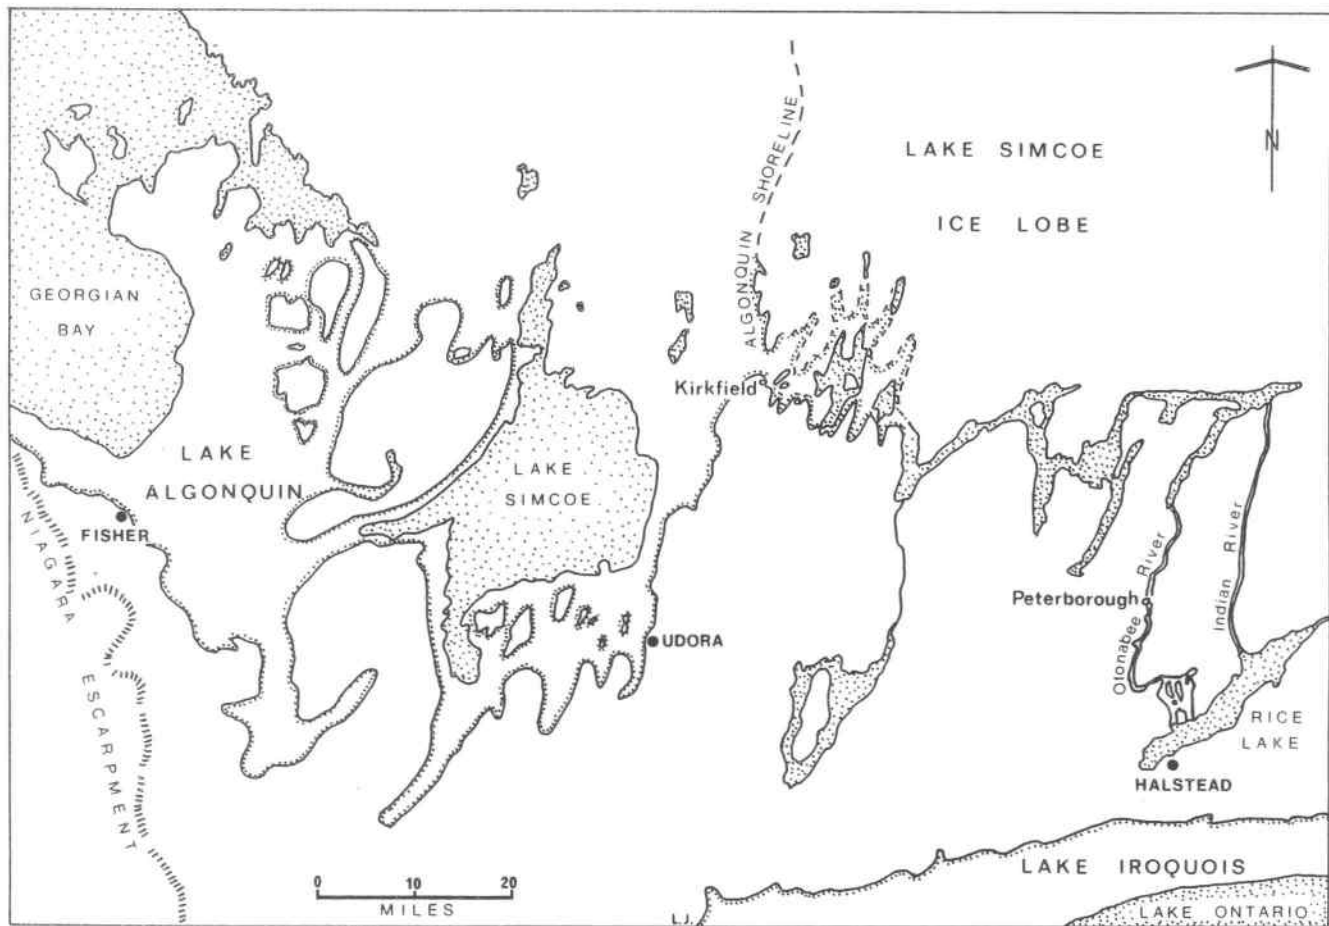 LAKE SIMCOE
ICE LOBE
N
ALGONQUIN SHORELINE
GEORGIAN
BAY
Kirkfield
LAKE
ALGONQUIN
LAKE
SIMCOE
FISHER
NIAGARA
ESCARPMENT
UDORA
Peterborough
Otonabee River
Indian River
RICE
LAKE
HALSTEAD
LAKE IROQUOIS
LAKE ONTARIO
0 10 20
MILES
L.J.